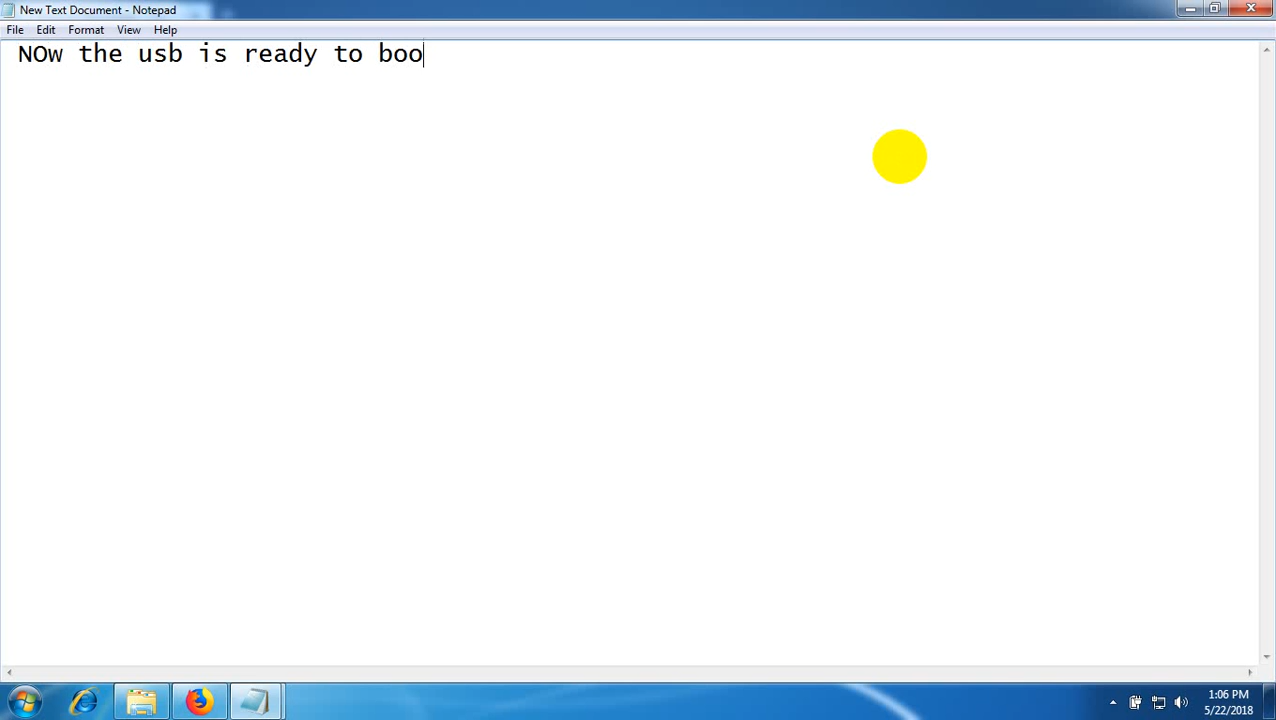 New Text Document - Notepad
File Edit Format View Help
NOw the usb is ready to boo
1:06 PM
5/22/2018